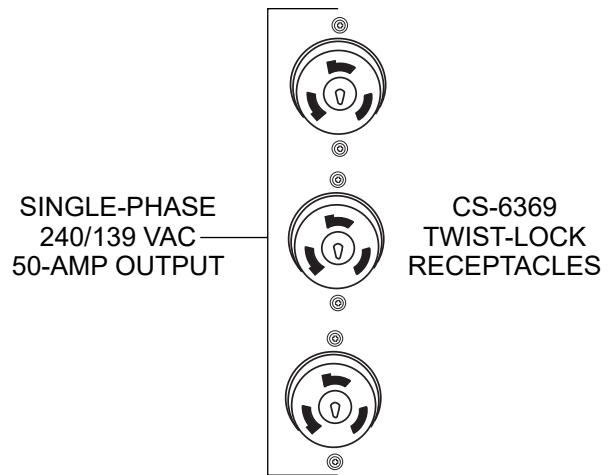 SINGLE-PHASE
240/139 VAC
50-AMP OUTPUT
CS-6369
TWIST-LOCK
RECEPTACLES